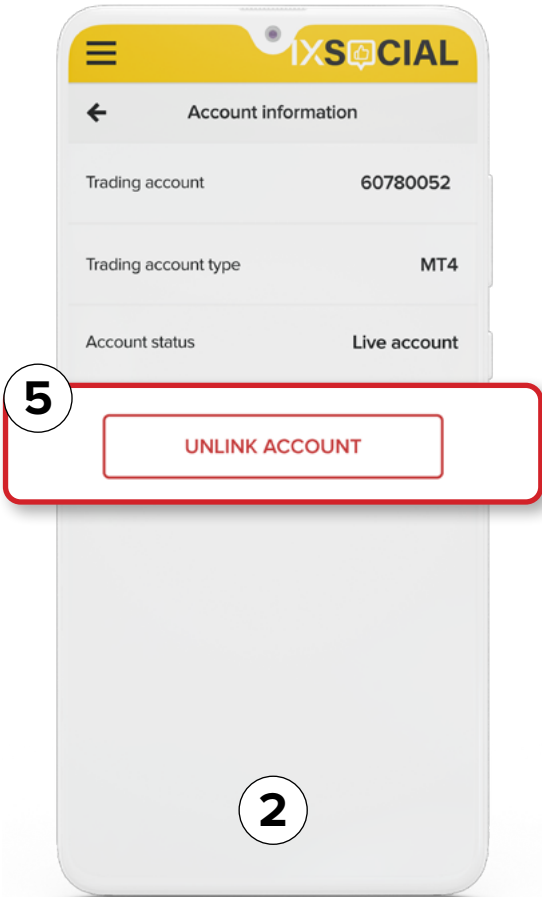 IXSOCIAL
Account information
Trading account 60780052
Trading account type MT4
Account status Live account
5
UNLINK ACCOUNT
2